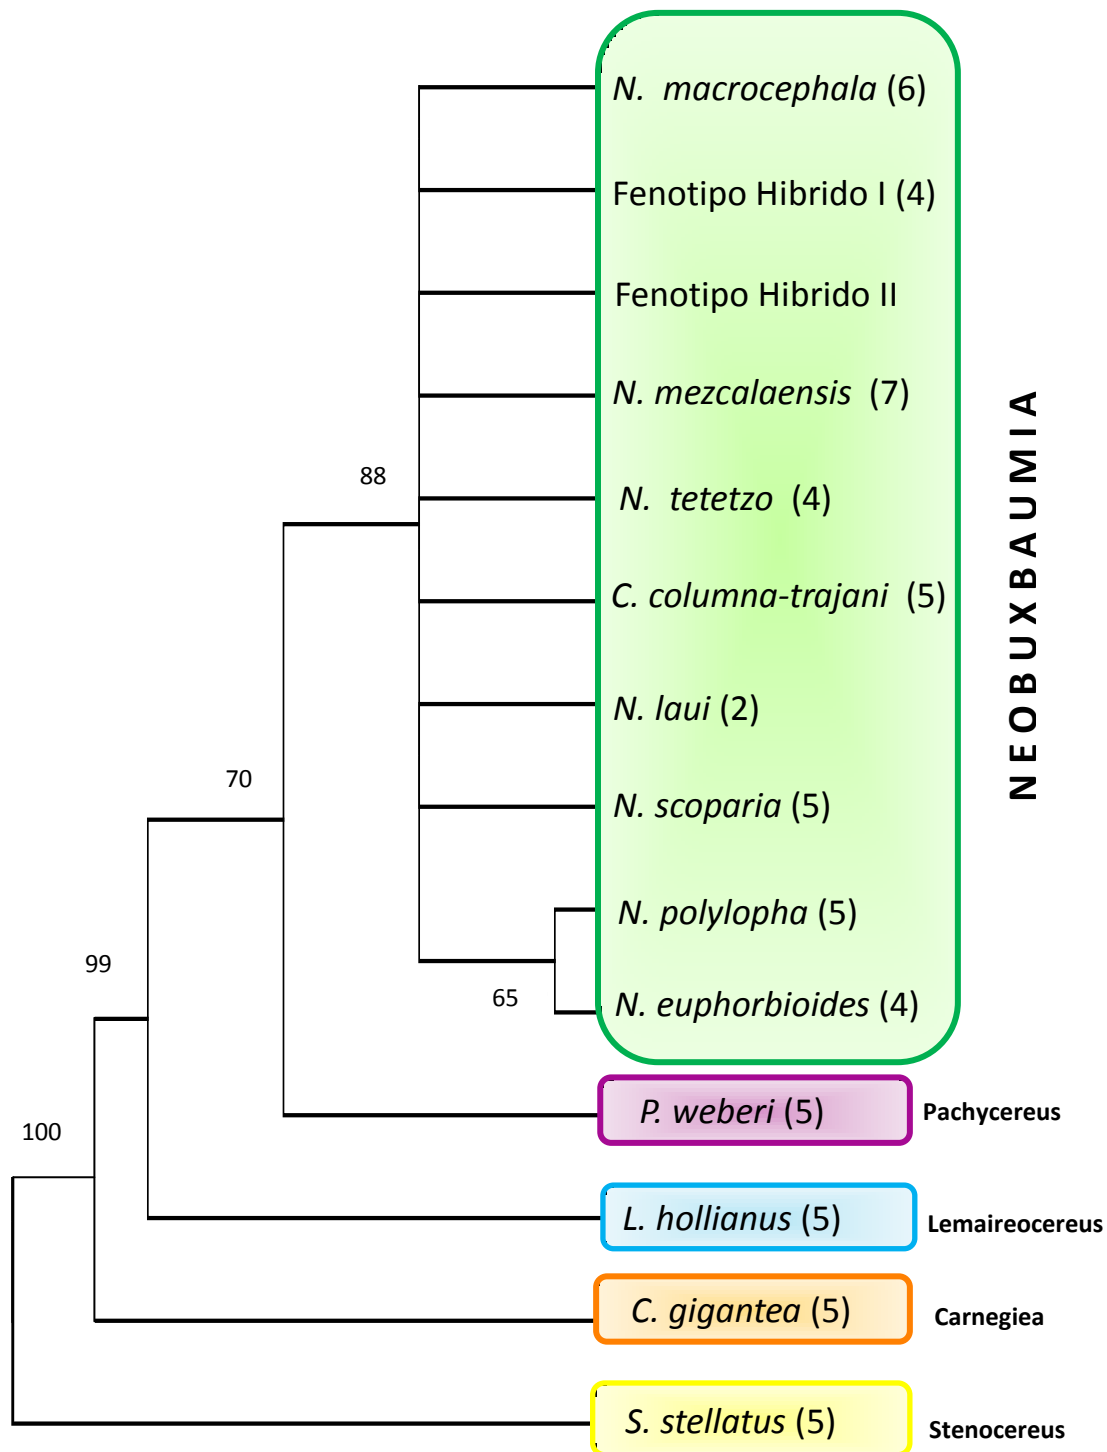 N. macrocephala (6)
Fenotipo Hibrido I (4)
Fenotipo Hibrido II
N. mezcalaensis (7)
88
N. tetetzo (4)
C. columna-trajani (5)
NEOBUXBAUMIA
N. laui (2)
70
N. scoparia (5)
N. polylopha (5)
99
65
N. euphorbioides (4)
P. weberi (5)
Pachycereus
100
L. hollianus (5)
Lemaireocereus
C. gigantea (5)
Carnegiea
S. stellatus (5)
Stenocereus